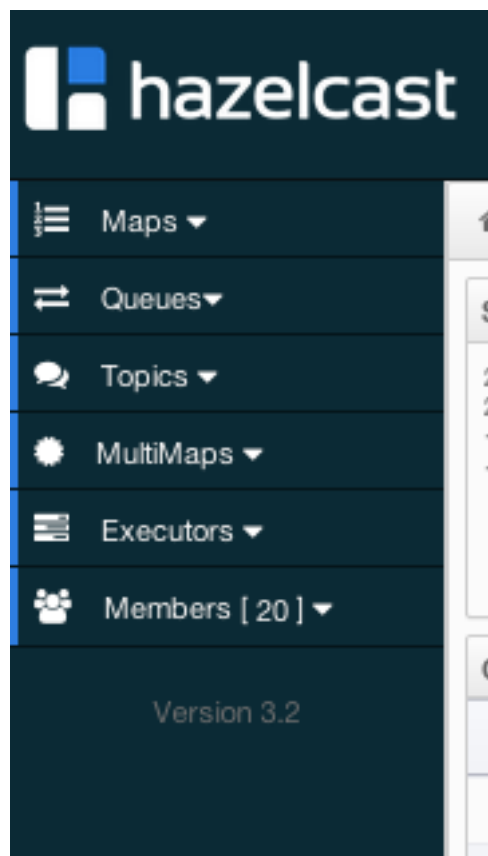 hazelcast
Maps
Queues
Topics
MultiMaps
Executors
Members [ 20 ]
Version 3.2